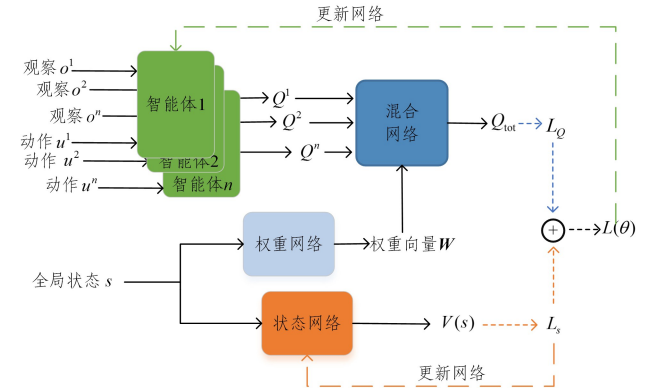 更新网络
观察 o¹
观察 o²
观察 oⁿ
动作 u¹
动作 u²
动作 uⁿ
智能体1
智能体2
智能体n
Q¹
Q²
Qⁿ
混合
网络
Q_tot
L_Q
L(θ)
+
权重网络
权重向量W
全局状态 s
状态网络
V(s)
L_s
更新网络